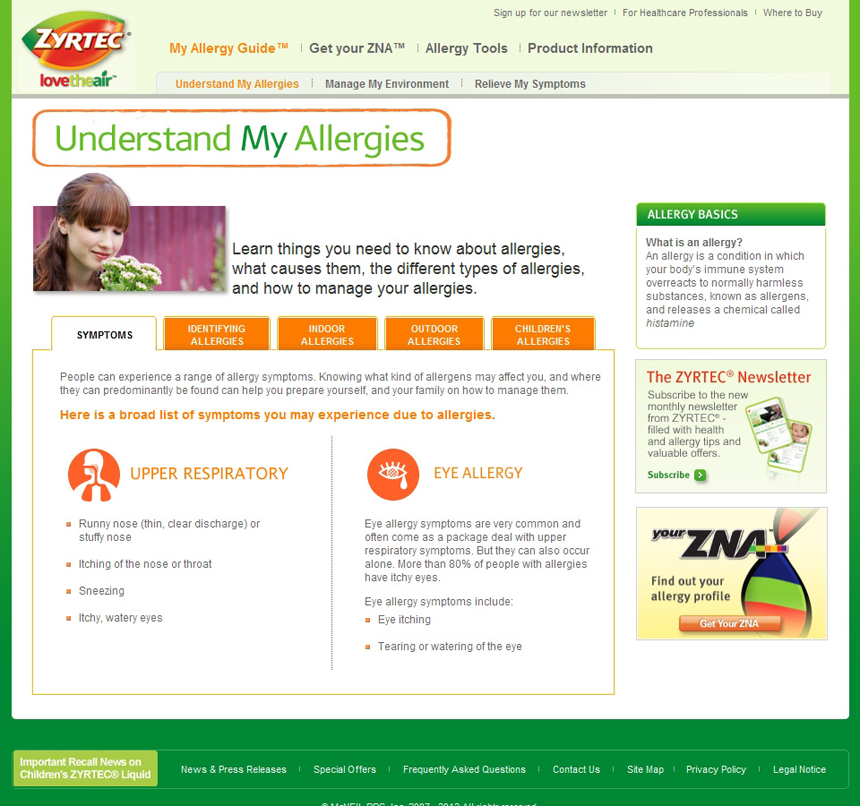 Sign up for our newsletter
For Healthcare Professionals
Where to Buy
ZYRTEC®
lovetheair™
My Allergy Guide™
Get your ZNA™
Allergy Tools
Product Information
Understand My Allergies
Manage My Environment
Relieve My Symptoms
Understand My Allergies
Learn things you need to know about allergies,
what causes them, the different types of allergies,
and how to manage your allergies.
SYMPTOMS
IDENTIFYING
ALLERGIES
INDOOR
ALLERGIES
OUTDOOR
ALLERGIES
CHILDREN'S
ALLERGIES
People can experience a range of allergy symptoms. Knowing what kind of allergens may affect you, and where
they can predominantly be found can help you prepare yourself, and your family on how to manage them.
Here is a broad list of symptoms you may experience due to allergies.
UPPER RESPIRATORY
Runny nose (thin, clear discharge) or
stuffy nose
Itching of the nose or throat
Sneezing
Itchy, watery eyes
EYE ALLERGY
Eye allergy symptoms are very common and
often come as a package deal with upper
respiratory symptoms. But they can also occur
alone. More than 80% of people with allergies
have itchy eyes.
Eye allergy symptoms include:
Eye itching
Tearing or watering of the eye
ALLERGY BASICS
What is an allergy?
An allergy is a condition in which
your body's immune system
overreacts to normally harmless
substances, known as allergens,
and releases a chemical called
histamine
The ZYRTEC® Newsletter
Subscribe to the new
monthly newsletter
from ZYRTEC® -
filled with health
and allergy tips and
valuable offers.
Subscribe
your ZNA™
Find out your
allergy profile
Get Your ZNA
Important Recall News on
Children's ZYRTEC® Liquid
News & Press Releases
Special Offers
Frequently Asked Questions
Contact Us
Site Map
Privacy Policy
Legal Notice